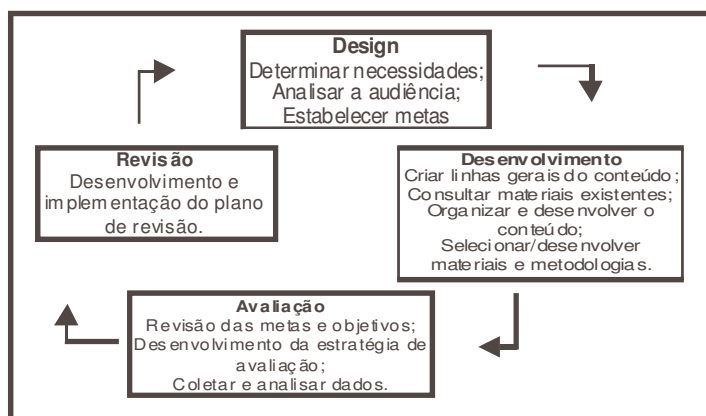 Design
Determinar necessidades;
Analisar a audiência;
Estabelecer metas
Desenvolvimento
Criar linhas gerais do conteúdo;
Consultar materiais existentes;
Organizar e desenvolver o
conteúdo;
Selecionar/desenvolver
materiais e metodologias.
Avaliação
Revisão das metas e objetivos;
Desenvolvimento da estratégia de
avaliação;
Coletar e analisar dados.
Revisão
Desenvolvimento e
implementação do plano
de revisão.